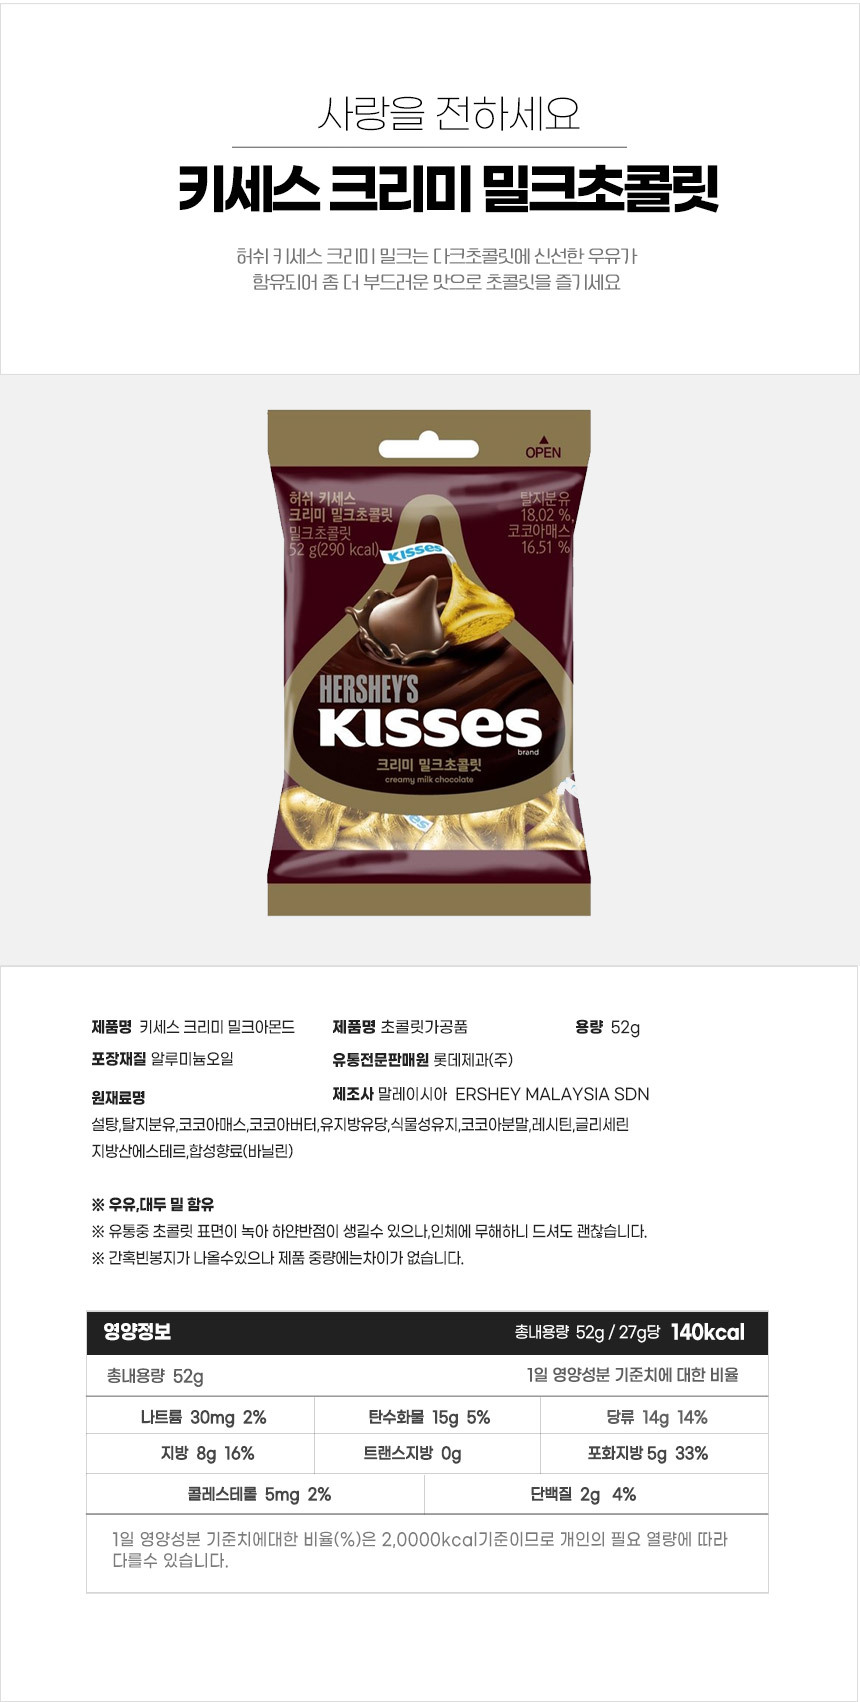 사랑을 전하세요
키세스 크리미 밀크초콜릿
허쉬 키세스 크리미 밀크는 다크초콜릿에 신선한 우유가
함유되어 좀 더 부드러운 맛으로 초콜릿을 즐기세요
OPEN
허쉬 키세스
크리미 밀크초콜릿
밀크초콜릿
52 g(290 kcal)
탈지분유
18.02 %,
코코아매스
16.51 %
KISSES
HERSHEY'S
KISSES
brand
크리미 밀크초콜릿
creamy milk chocolate
제품명 키세스 크리미 밀크아몬드 제품명 초콜릿가공품 용량 52g
포장재질 알루미늄오일 유통전문판매원 롯데제과(주)
원재료명 제조사 말레이시아 ERSHEY MALAYSIA SDN
설탕,탈지분유,코코아매스,코코아버터,유지방유당,식물성유지,코코아분말,레시틴,글리세린
지방산에스테르,합성향료(바닐린)
※ 우유,대두 밀 함유
※ 유통중 초콜릿 표면이 녹아 하얀반점이 생길수 있으나,인체에 무해하니 드셔도 괜찮습니다.
※ 간혹빈봉지가 나올수있으나 제품 중량에는차이가 없습니다.
영양정보 총내용량 52g / 27g당 140kcal
총내용량 52g 1일 영양성분 기준치에 대한 비율
나트륨 30mg 2% 탄수화물 15g 5% 당류 14g 14%
지방 8g 16% 트랜스지방 0g 포화지방 5g 33%
콜레스테롤 5mg 2% 단백질 2g 4%
1일 영양성분 기준치에대한 비율(%)은 2,0000kcal기준이므로 개인의 필요 열량에 따라
다를수 있습니다.